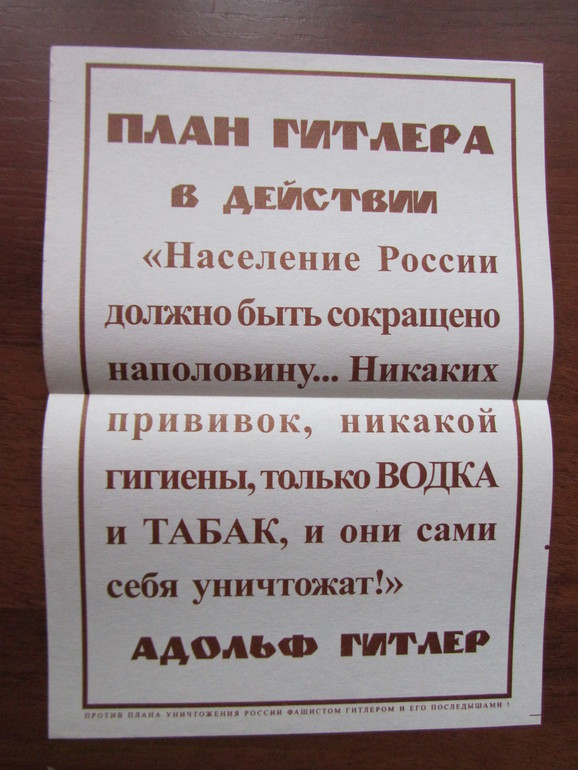 ПЛАН ГИТЛЕРА
В ДЕЙСТВИИ
«Население России
должно быть сокращено
наполовину... Никаких
прививок, никакой
гигиены, только ВОДКА
и ТАБАК, и они сами
себя уничтожат!»
АДОЛЬФ ГИТЛЕР
ПРОТИВ ПЛАНА УНИЧТОЖЕНИЯ РОССИИ ФАШИСТОМ ГИТЛЕРОМ И ЕГО ПОСЛЕДЫШАМИ !